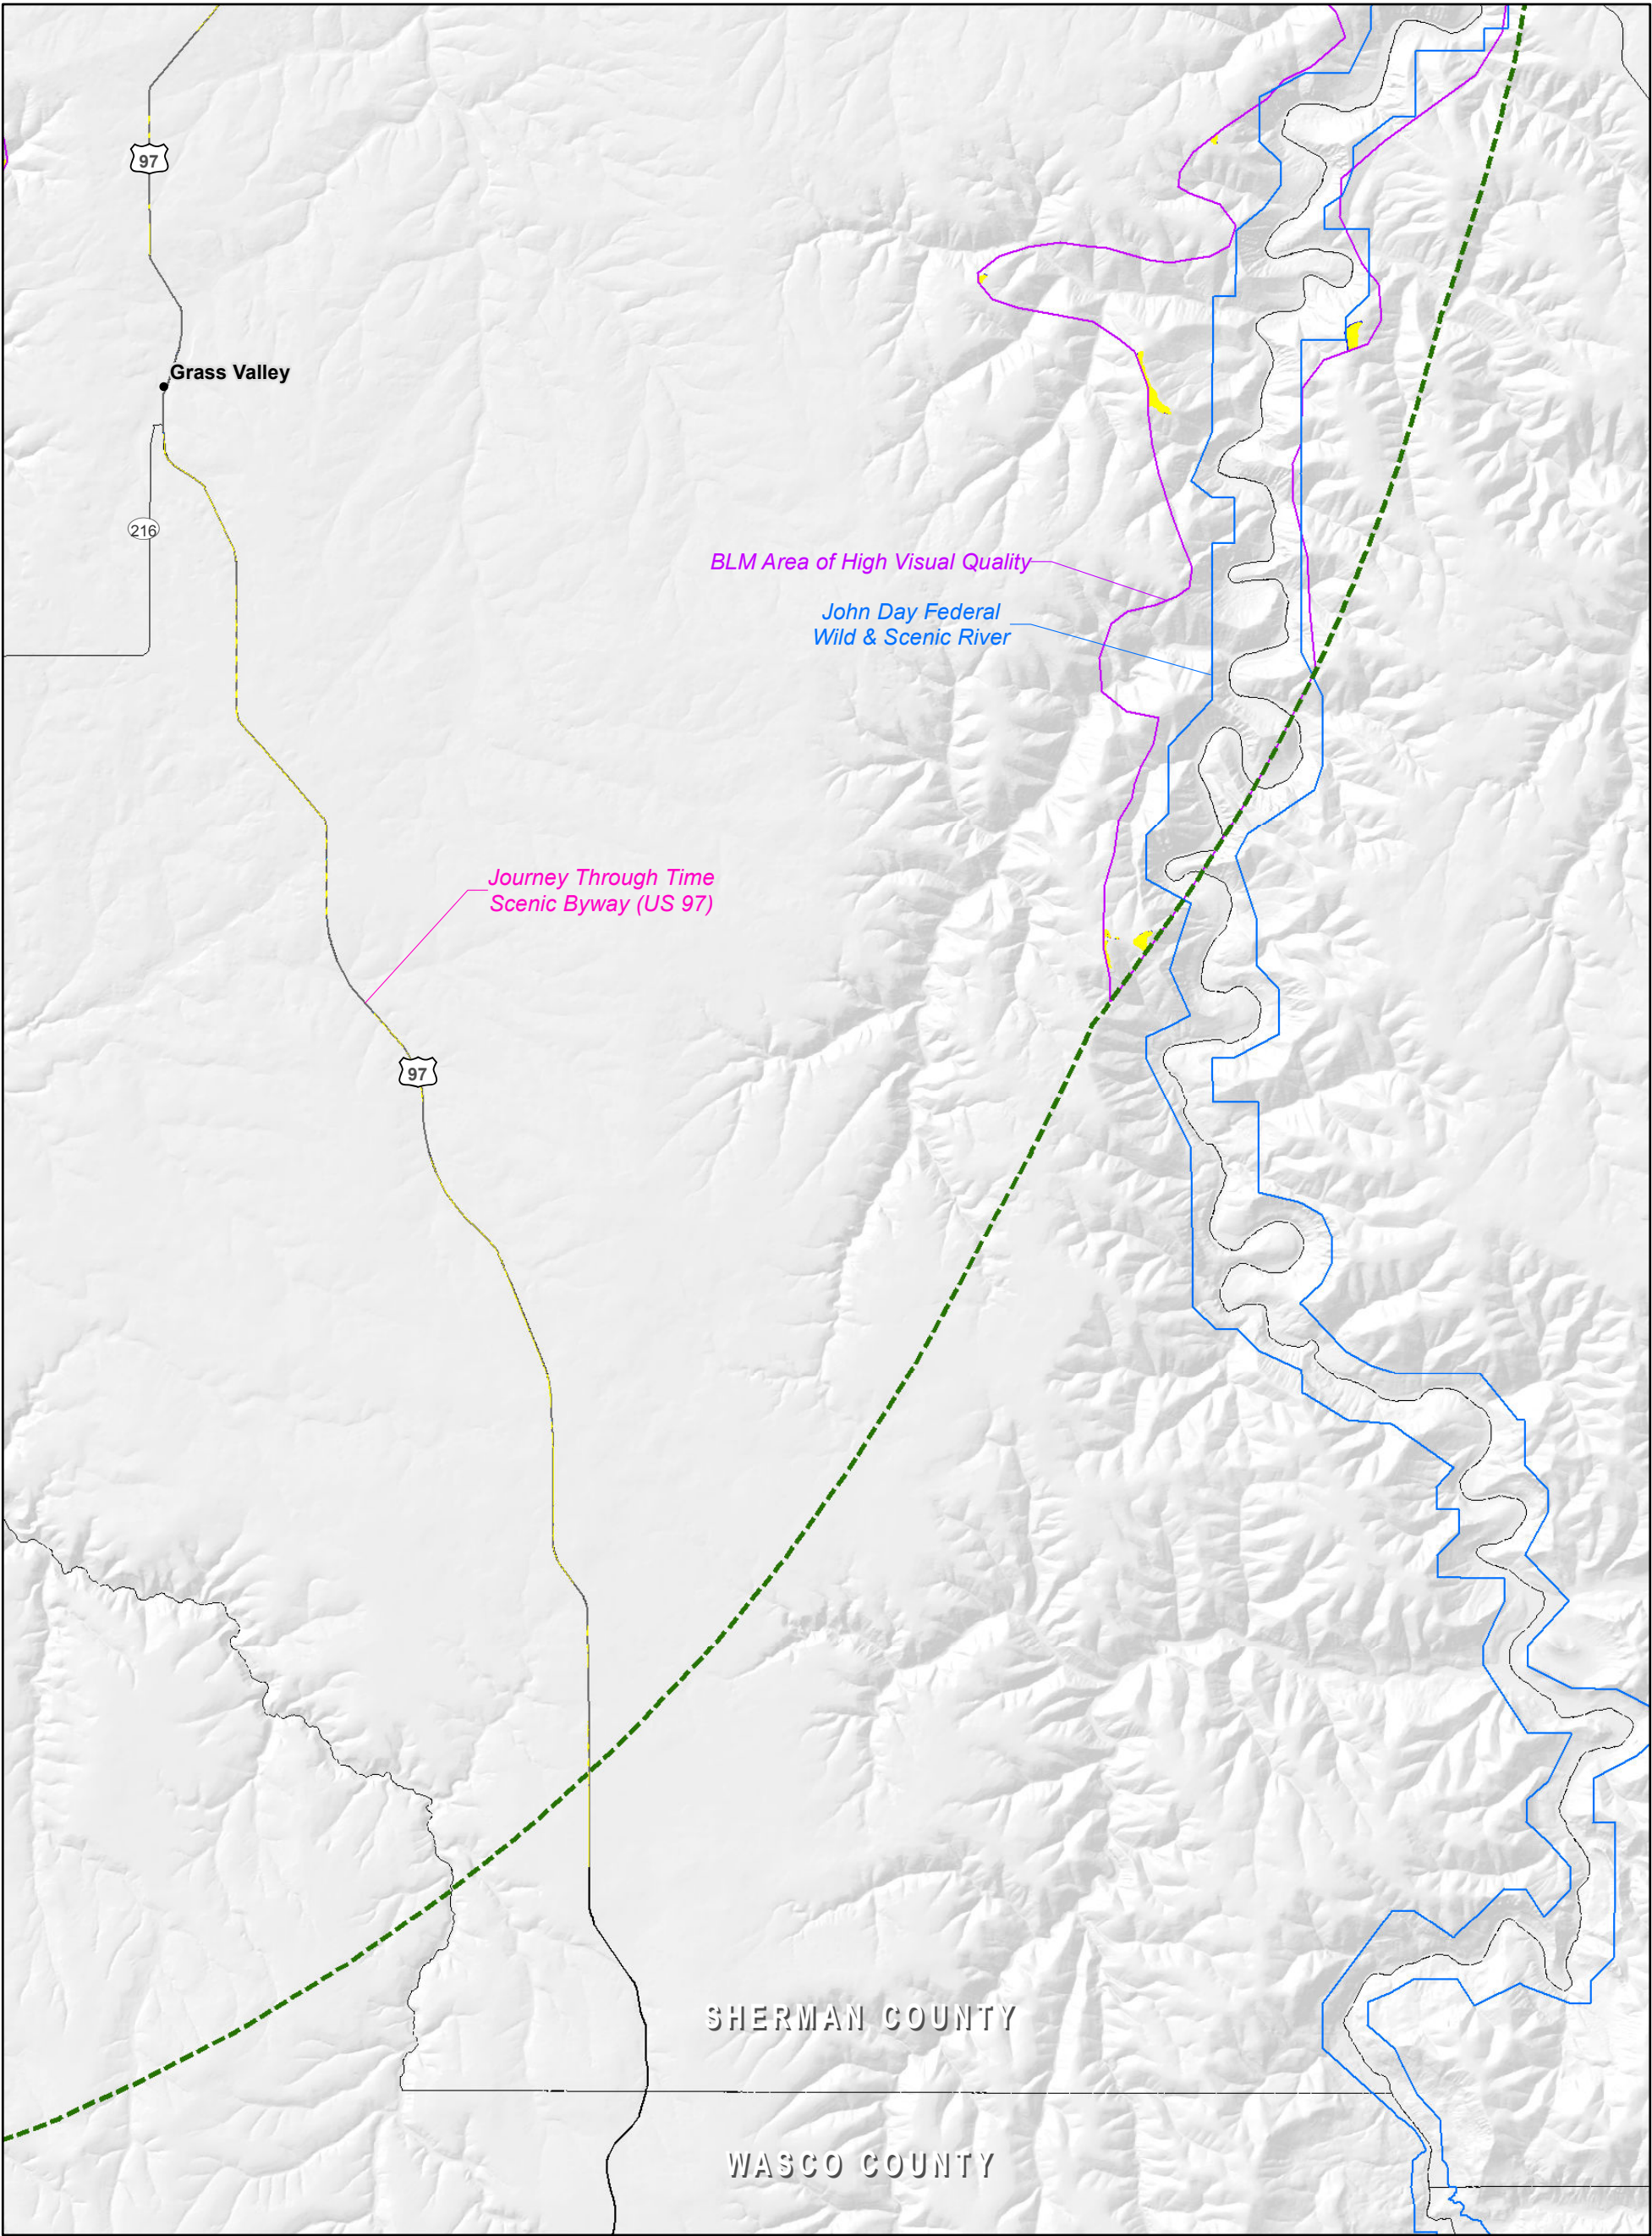 97
Grass Valley
216
BLM Area of High Visual Quality
John Day Federal
Wild & Scenic River
Journey Through Time
Scenic Byway (US 97)
97
SHERMAN COUNTY
WASCO COUNTY